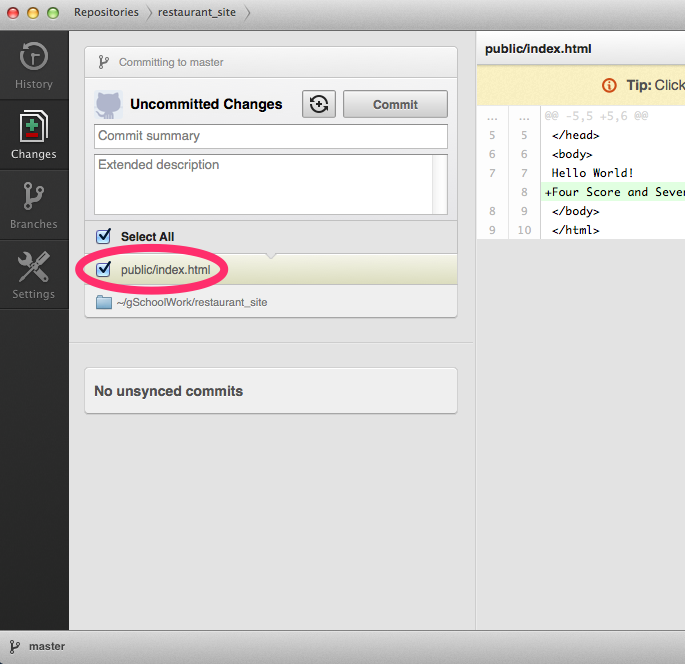 Repositories restaurant_site
History
Changes
Branches
Settings
Committing to master
Uncommitted Changes
Commit
Commit summary
Extended description
Select All
public/index.html
~/gSchoolWork/restaurant_site
No unsynced commits
public/index.html
Tip: Click
... ... @@ -5,5 +5,6 @@
5 5 </head>
6 6 <body>
7 7 Hello World!
8 +Four Score and Seve
8 9 </body>
9 10 </html>
master